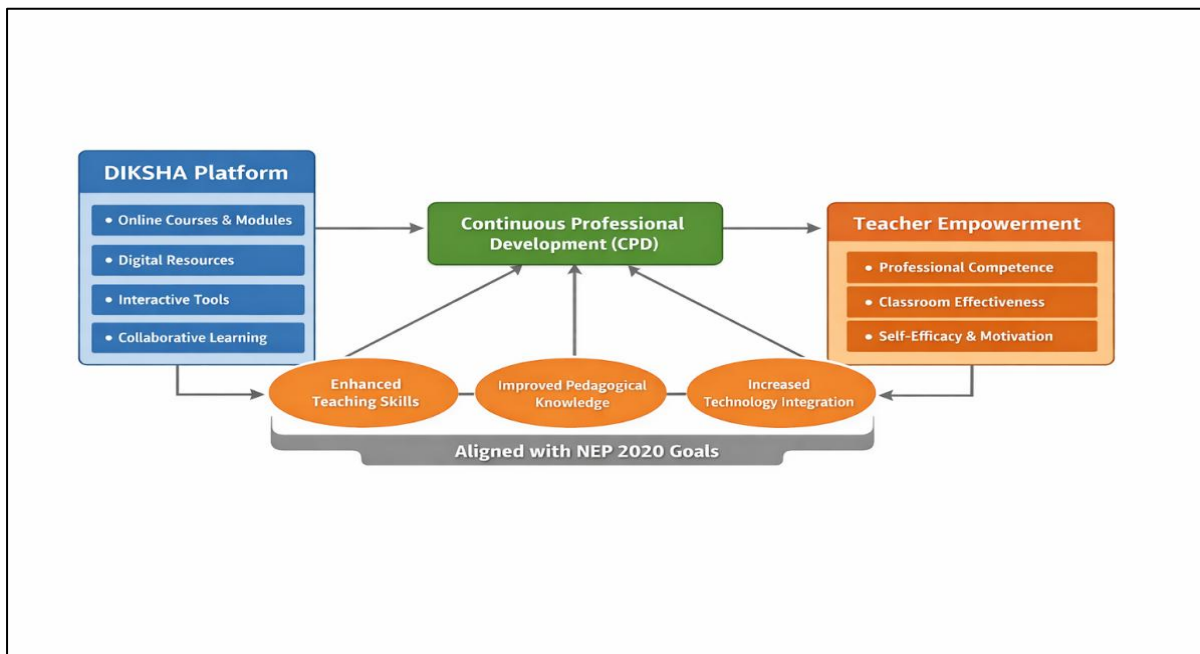 DIKSHA Platform
• Online Courses & Modules
• Digital Resources
• Interactive Tools
• Collaborative Learning
Continuous Professional
Development (CPD)
Teacher Empowerment
• Professional Competence
• Classroom Effectiveness
• Self-Efficacy & Motivation
Enhanced
Teaching Skills
Improved Pedagogical
Knowledge
Increased
Technology Integration
Aligned with NEP 2020 Goals